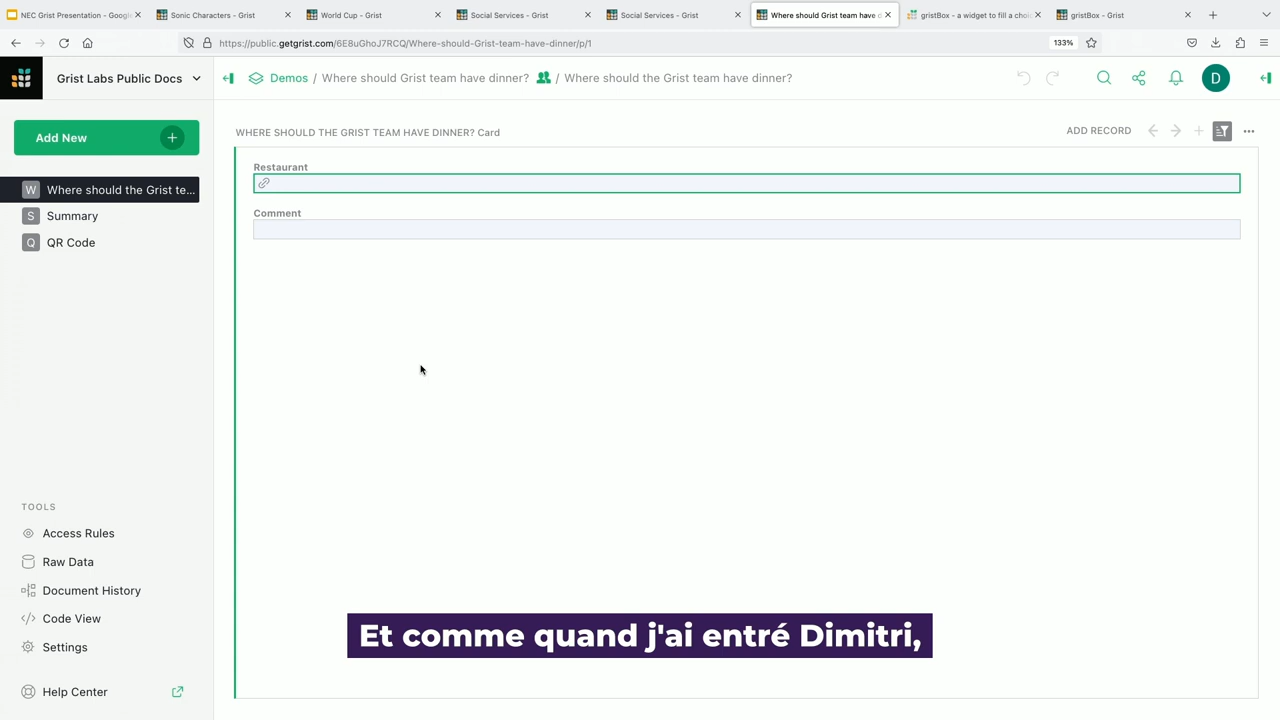 NEC Grist Presentation - Googl
Sonic Characters - Grist
World Cup - Grist
Social Services - Grist
Social Services - Grist
Where should Grist team have d
gristBox - a widget to fill a choi
gristBox - Grist
https://public.getgrist.com/6E8uGhoJ7RCQ/Where-should-Grist-team-have-dinner/p/1
133%
Grist Labs Public Docs
Demos / Where should Grist team have dinner? / Where should the Grist team have dinner?
D
Add New
W Where should the Grist te...
S Summary
Q QR Code
WHERE SHOULD THE GRIST TEAM HAVE DINNER? Card
ADD RECORD
Restaurant
Comment
TOOLS
Access Rules
Raw Data
Document History
Code View
Settings
Help Center
Et comme quand j'ai entré Dimitri,